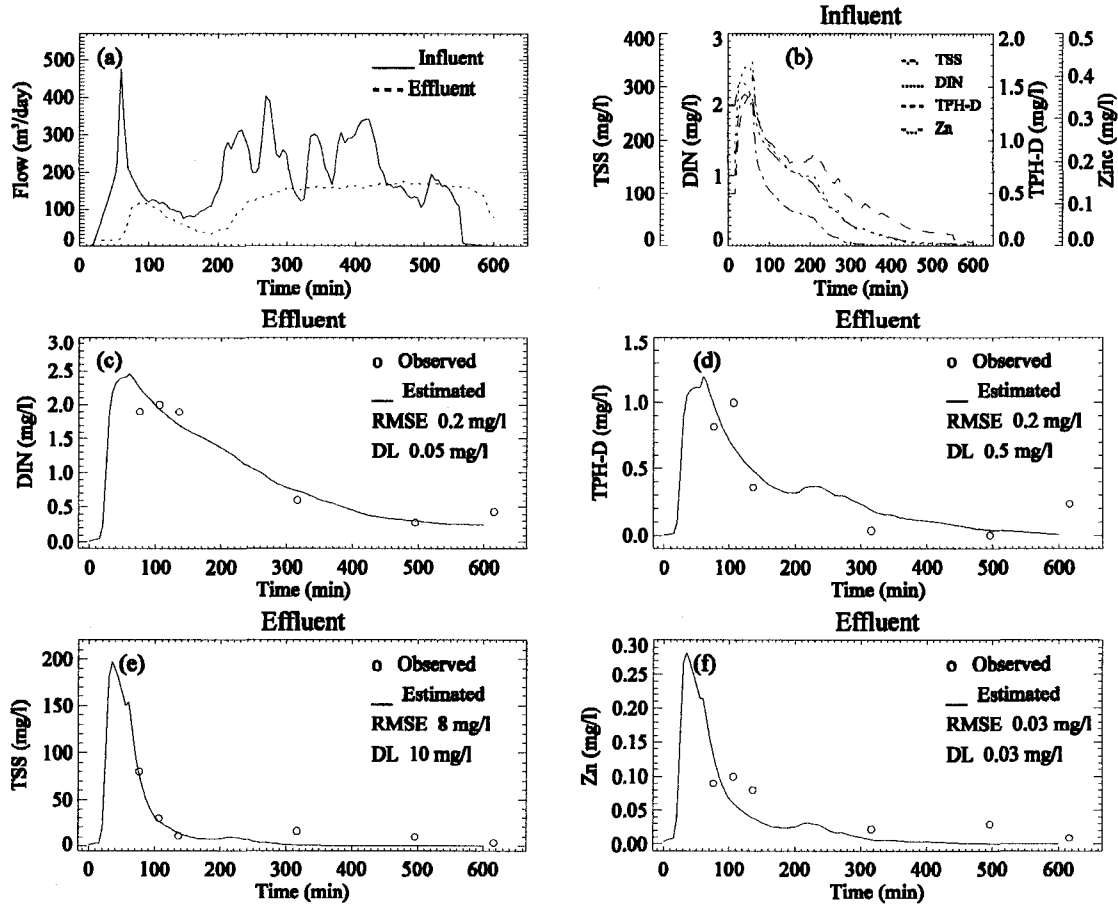 (a)
Influent
Effluent
Flow (m³/day)
500
400
300
200
100
0
0 100 200 300 400 500 600
Time (min)
Influent
(b)
TSS
DIN
TPH-D
Zn
TSS (mg/l)
400
300
200
100
0
DIN (mg/l)
3
2
1
0
TPH-D (mg/l)
2.0
1.5
1.0
0.5
0.0
Zinc (mg/l)
0.5
0.4
0.3
0.2
0.1
0.0
0 100 200 300 400 500 600
Time (min)
Effluent
(c)
Observed
Estimated
RMSE 0.2 mg/l
DL 0.05 mg/l
DIN (mg/l)
3.0
2.5
2.0
1.5
1.0
0.5
0.0
0 100 200 300 400 500 600
Time (min)
Effluent
(d)
Observed
Estimated
RMSE 0.2 mg/l
DL 0.5 mg/l
TPH-D (mg/l)
1.5
1.0
0.5
0.0
0 100 200 300 400 500 600
Time (min)
Effluent
(e)
Observed
Estimated
RMSE 8 mg/l
DL 10 mg/l
TSS (mg/l)
200
150
100
50
0
0 100 200 300 400 500 600
Time (min)
Effluent
(f)
Observed
Estimated
RMSE 0.03 mg/l
DL 0.03 mg/l
Zn (mg/l)
0.30
0.25
0.20
0.15
0.10
0.05
0.00
0 100 200 300 400 500 600
Time (min)